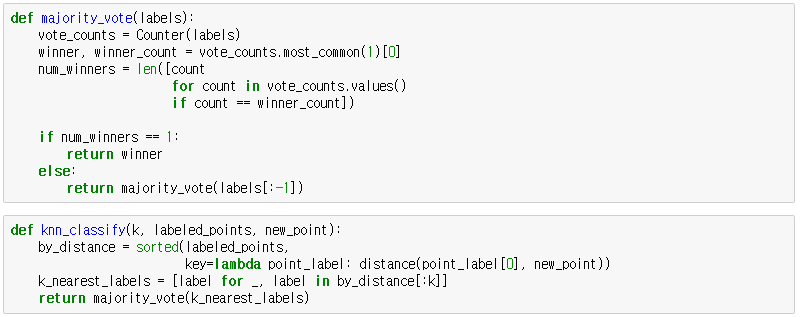 def majority_vote(labels):
    vote_counts = Counter(labels)
    winner, winner_count = vote_counts.most_common(1)[0]
    num_winners = len([count
                       for count in vote_counts.values()
                       if count == winner_count])
    if num_winners == 1:
        return winner
    else:
        return majority_vote(labels[:-1])
def knn_classify(k, labeled_points, new_point):
    by_distance = sorted(labeled_points,
                         key=lambda point_label: distance(point_label[0], new_point))
    k_nearest_labels = [label for _, label in by_distance[:k]]
    return majority_vote(k_nearest_labels)